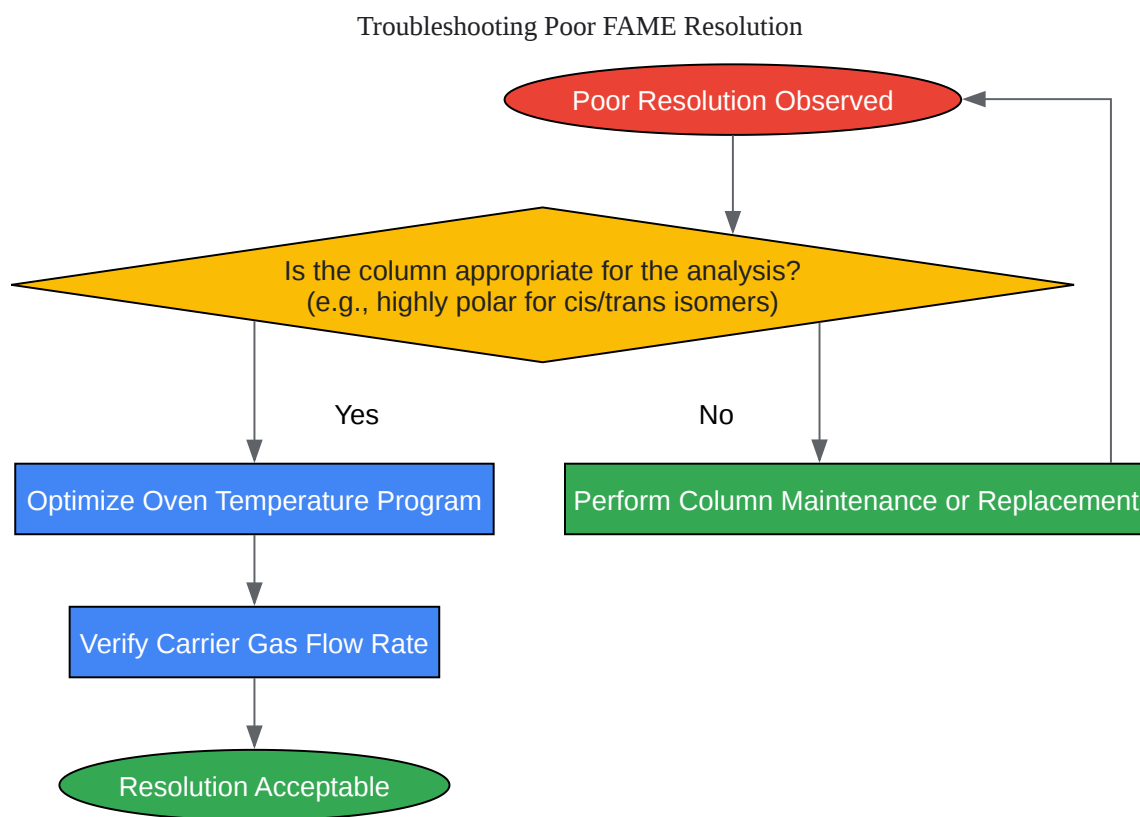 Troubleshooting Poor FAME Resolution
Poor Resolution Observed
Is the column appropriate for the analysis?
(e.g., highly polar for cis/trans isomers)
Yes
No
Optimize Oven Temperature Program
Perform Column Maintenance or Replacement
Verify Carrier Gas Flow Rate
Resolution Acceptable